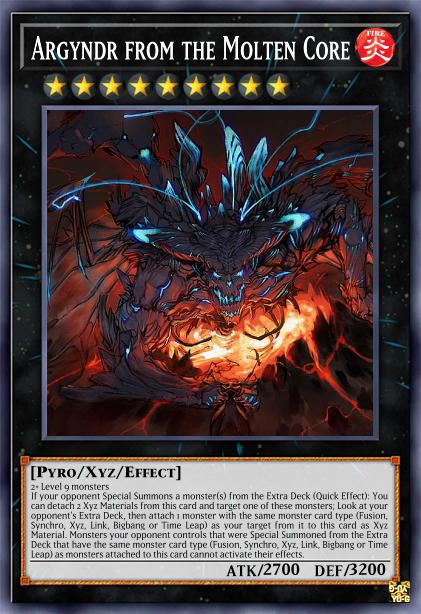 ARGYNDR FROM THE MOLTEN CORE
FIRE
炎
[PYRO/XYZ/EFFECT]
2+ Level 9 monsters
If your opponent Special Summons a monster(s) from the Extra Deck (Quick Effect): You
can detach 2 Xyz Materials from this card and target one of these monsters; Look at your
opponent's Extra Deck, then attach 1 monster with the same monster card type (Fusion,
Synchro, Xyz, Link, Bigbang or Time Leap) as your target from it to this card as Xyz
Material. Monsters your opponent controls that were Special Summoned from the Extra
Deck that have the same monster card type (Fusion, Synchro, Xyz, Link, Bigbang or Time
Leap) as monsters attached to this card cannot activate their effects.
ATK/2700 DEF/3200